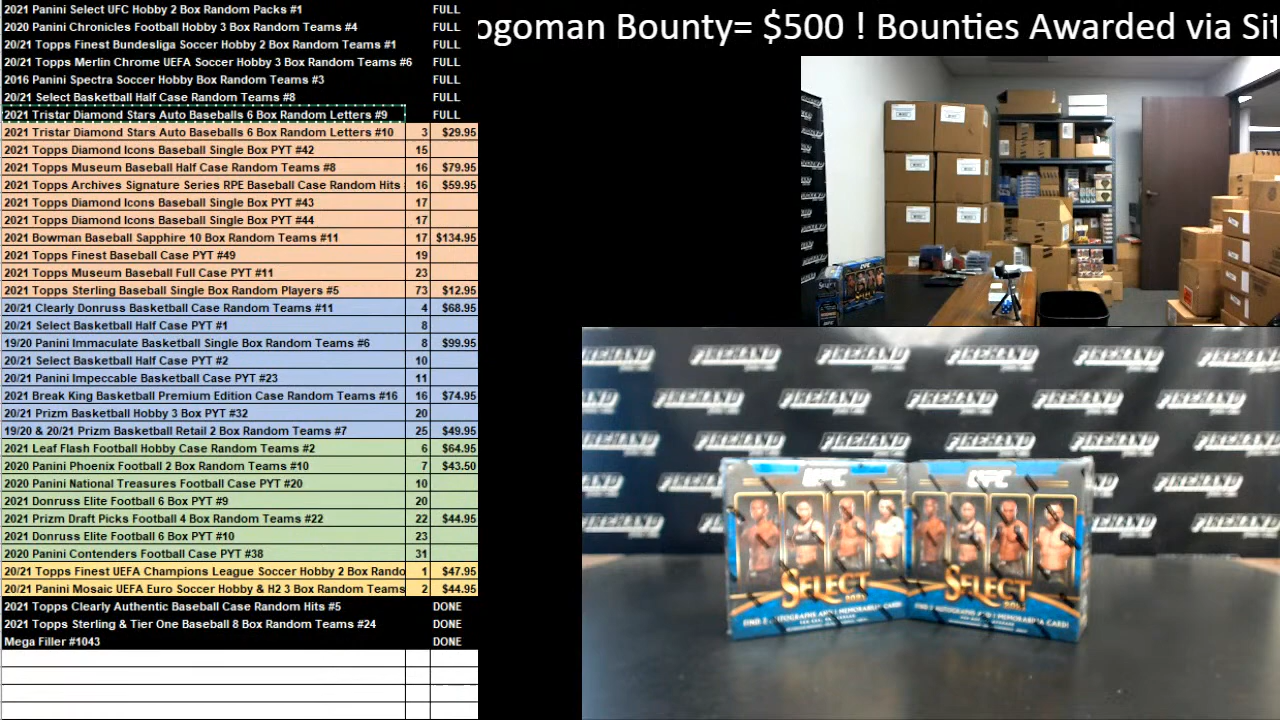 2021 Panini Select UFC Hobby 2 Box Random Packs #1 FULL
2020 Panini Chronicles Football Hobby 3 Box Random Teams #4 FULL
20/21 Topps Finest Bundesliga Soccer Hobby 2 Box Random Teams #1 FULL
20/21 Topps Merlin Chrome UEFA Soccer Hobby 3 Box Random Teams #6 FULL
2016 Panini Spectra Soccer Hobby Box Random Teams #3 FULL
20/21 Select Basketball Half Case Random Teams #8 FULL
2021 Tristar Diamond Stars Auto Baseballs 6 Box Random Letters #9 FULL
2021 Tristar Diamond Stars Auto Baseballs 6 Box Random Letters #10 3 $29.95
2021 Topps Diamond Icons Baseball Single Box PYT #42 15
2021 Topps Museum Baseball Half Case Random Teams #8 16 $79.95
2021 Topps Archives Signature Series RPE Baseball Case Random Hits 16 $59.95
2021 Topps Diamond Icons Baseball Single Box PYT #43 17
2021 Topps Diamond Icons Baseball Single Box PYT #44 17
2021 Bowman Baseball Sapphire 10 Box Random Teams #11 17 $134.95
2021 Topps Finest Baseball Case PYT #49 19
2021 Topps Museum Baseball Full Case PYT #11 23
2021 Topps Sterling Baseball Single Box Random Players #5 73 $12.95
20/21 Clearly Donruss Basketball Case Random Teams #11 4 $68.95
20/21 Select Basketball Half Case PYT #1 8
19/20 Panini Immaculate Basketball Single Box Random Teams #6 8 $99.95
20/21 Select Basketball Half Case PYT #2 10
20/21 Panini Impeccable Basketball Case PYT #23 11
2021 Break King Basketball Premium Edition Case Random Teams #16 16 $74.95
20/21 Prizm Basketball Hobby 3 Box PYT #32 20
19/20 & 20/21 Prizm Basketball Retail 2 Box Random Teams #7 25 $49.95
2021 Leaf Flash Football Hobby Case Random Teams #2 6 $64.95
2020 Panini Phoenix Football 2 Box Random Teams #10 7 $43.50
2020 Panini National Treasures Football Case PYT #20 10
2021 Donruss Elite Football 6 Box PYT #9 20
2021 Prizm Draft Picks Football 4 Box Random Teams #22 22 $44.95
2021 Donruss Elite Football 6 Box PYT #10 23
2020 Panini Contenders Football Case PYT #38 31
20/21 Topps Finest UEFA Champions League Soccer Hobby 2 Box Rando 1 $47.95
20/21 Panini Mosaic UEFA Euro Soccer Hobby & H2 3 Box Random Teams 2 $44.95
2021 Topps Clearly Authentic Baseball Case Random Hits #5 DONE
2021 Topps Sterling & Tier One Baseball 8 Box Random Teams #24 DONE
Mega Filler #1043 DONE
ogoman Bounty= $500 ! Bounties Awarded via Sit
FIREHAND FIREHAND FIREHAND FIREHAND FIREHAND
FIREHAND FIREHAND FIREHAND FIREHAND
UFC UFC
SELECT SELECT
2021 2021